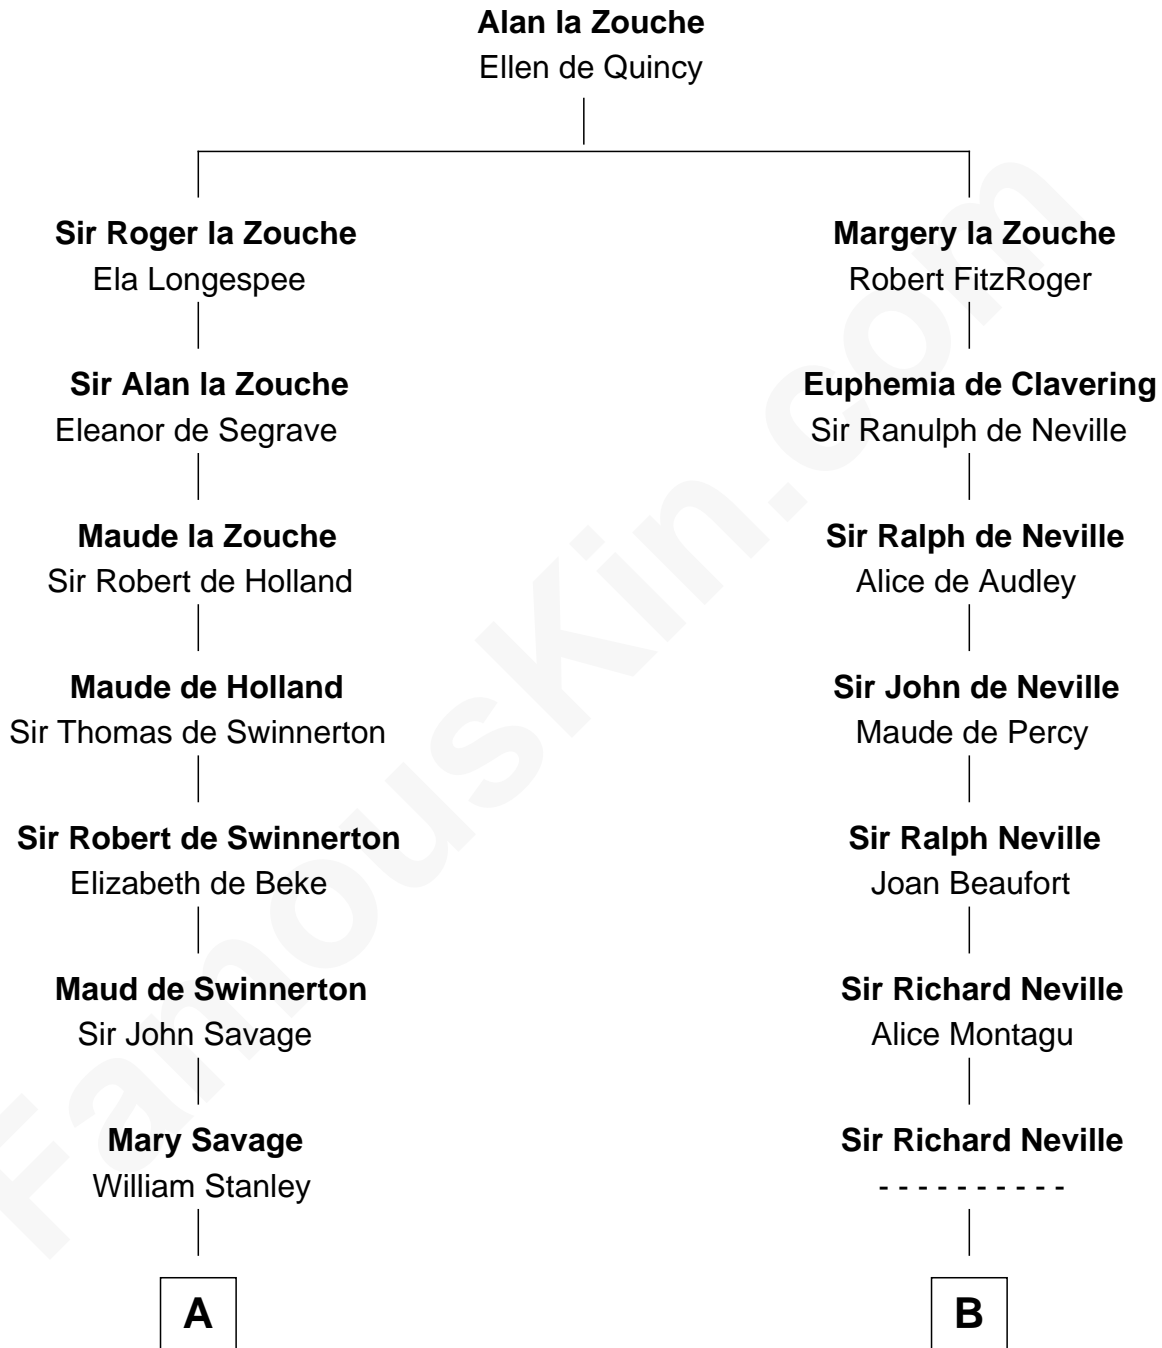 Alan la Zouche
Ellen de Quincy
Sir Roger la Zouche
Ela Longespee
Sir Alan la Zouche
Eleanor de Segrave
Maude la Zouche
Sir Robert de Holland
Maude de Holland
Sir Thomas de Swinnerton
Sir Robert de Swinnerton
Elizabeth de Beke
Maud de Swinnerton
Sir John Savage
Mary Savage
William Stanley
A
Margery la Zouche
Robert FitzRoger
Euphemia de Clavering
Sir Ranulph de Neville
Sir Ralph de Neville
Alice de Audley
Sir John de Neville
Maude de Percy
Sir Ralph Neville
Joan Beaufort
Sir Richard Neville
Alice Montagu
Sir Richard Neville
- - - - - - - - - -
B
FamousKin.com